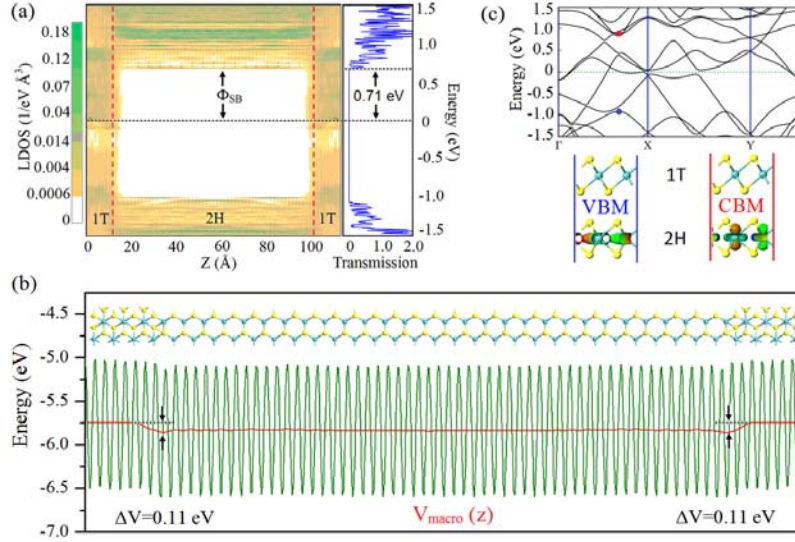 (a)
LDOS (1/eV Å³)
0.18
0.12
0.07
0.04
0.014
0.004
0.0006
0
Φ_SB
1T
2H
1T
0 20 40 60 80 100
Z (Å)
1.5
1.0
0.5
0
-0.5
-1.0
-1.5
Energy (eV)
0.71 eV
0 1.0 2.0
Transmission
(c)
Energy (eV)
1.5
1.0
0.5
0
-0.5
-1.0
-1.5
Γ X Y
1T
VBM CBM
2H
(b)
Energy (eV)
-4.5
-5.0
-5.5
-6.0
-6.5
-7.0
ΔV=0.11 eV
V_macro (z)
ΔV=0.11 eV